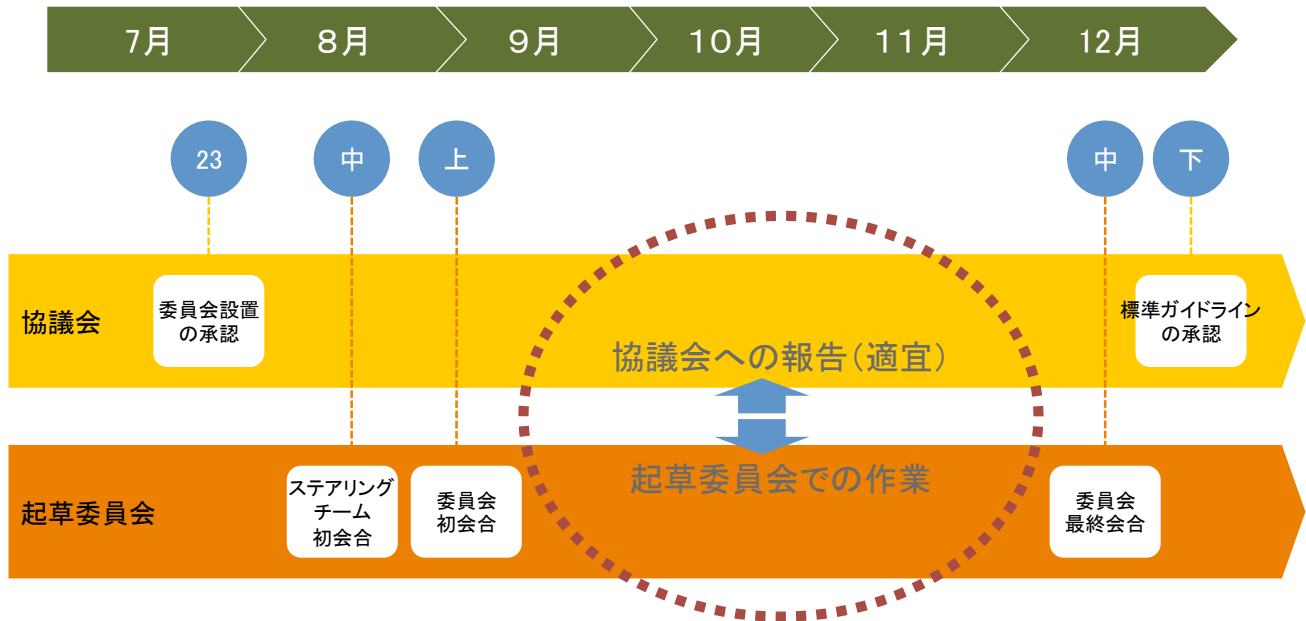 7月
8月
9月
10月
11月
12月
23
中
上
中
下
協議会
委員会設置
の承認
標準ガイドライン
の承認
協議会への報告(適宜)
起草委員会での作業
起草委員会
ステアリング
チーム
初会合
委員会
初会合
委員会
最終会合